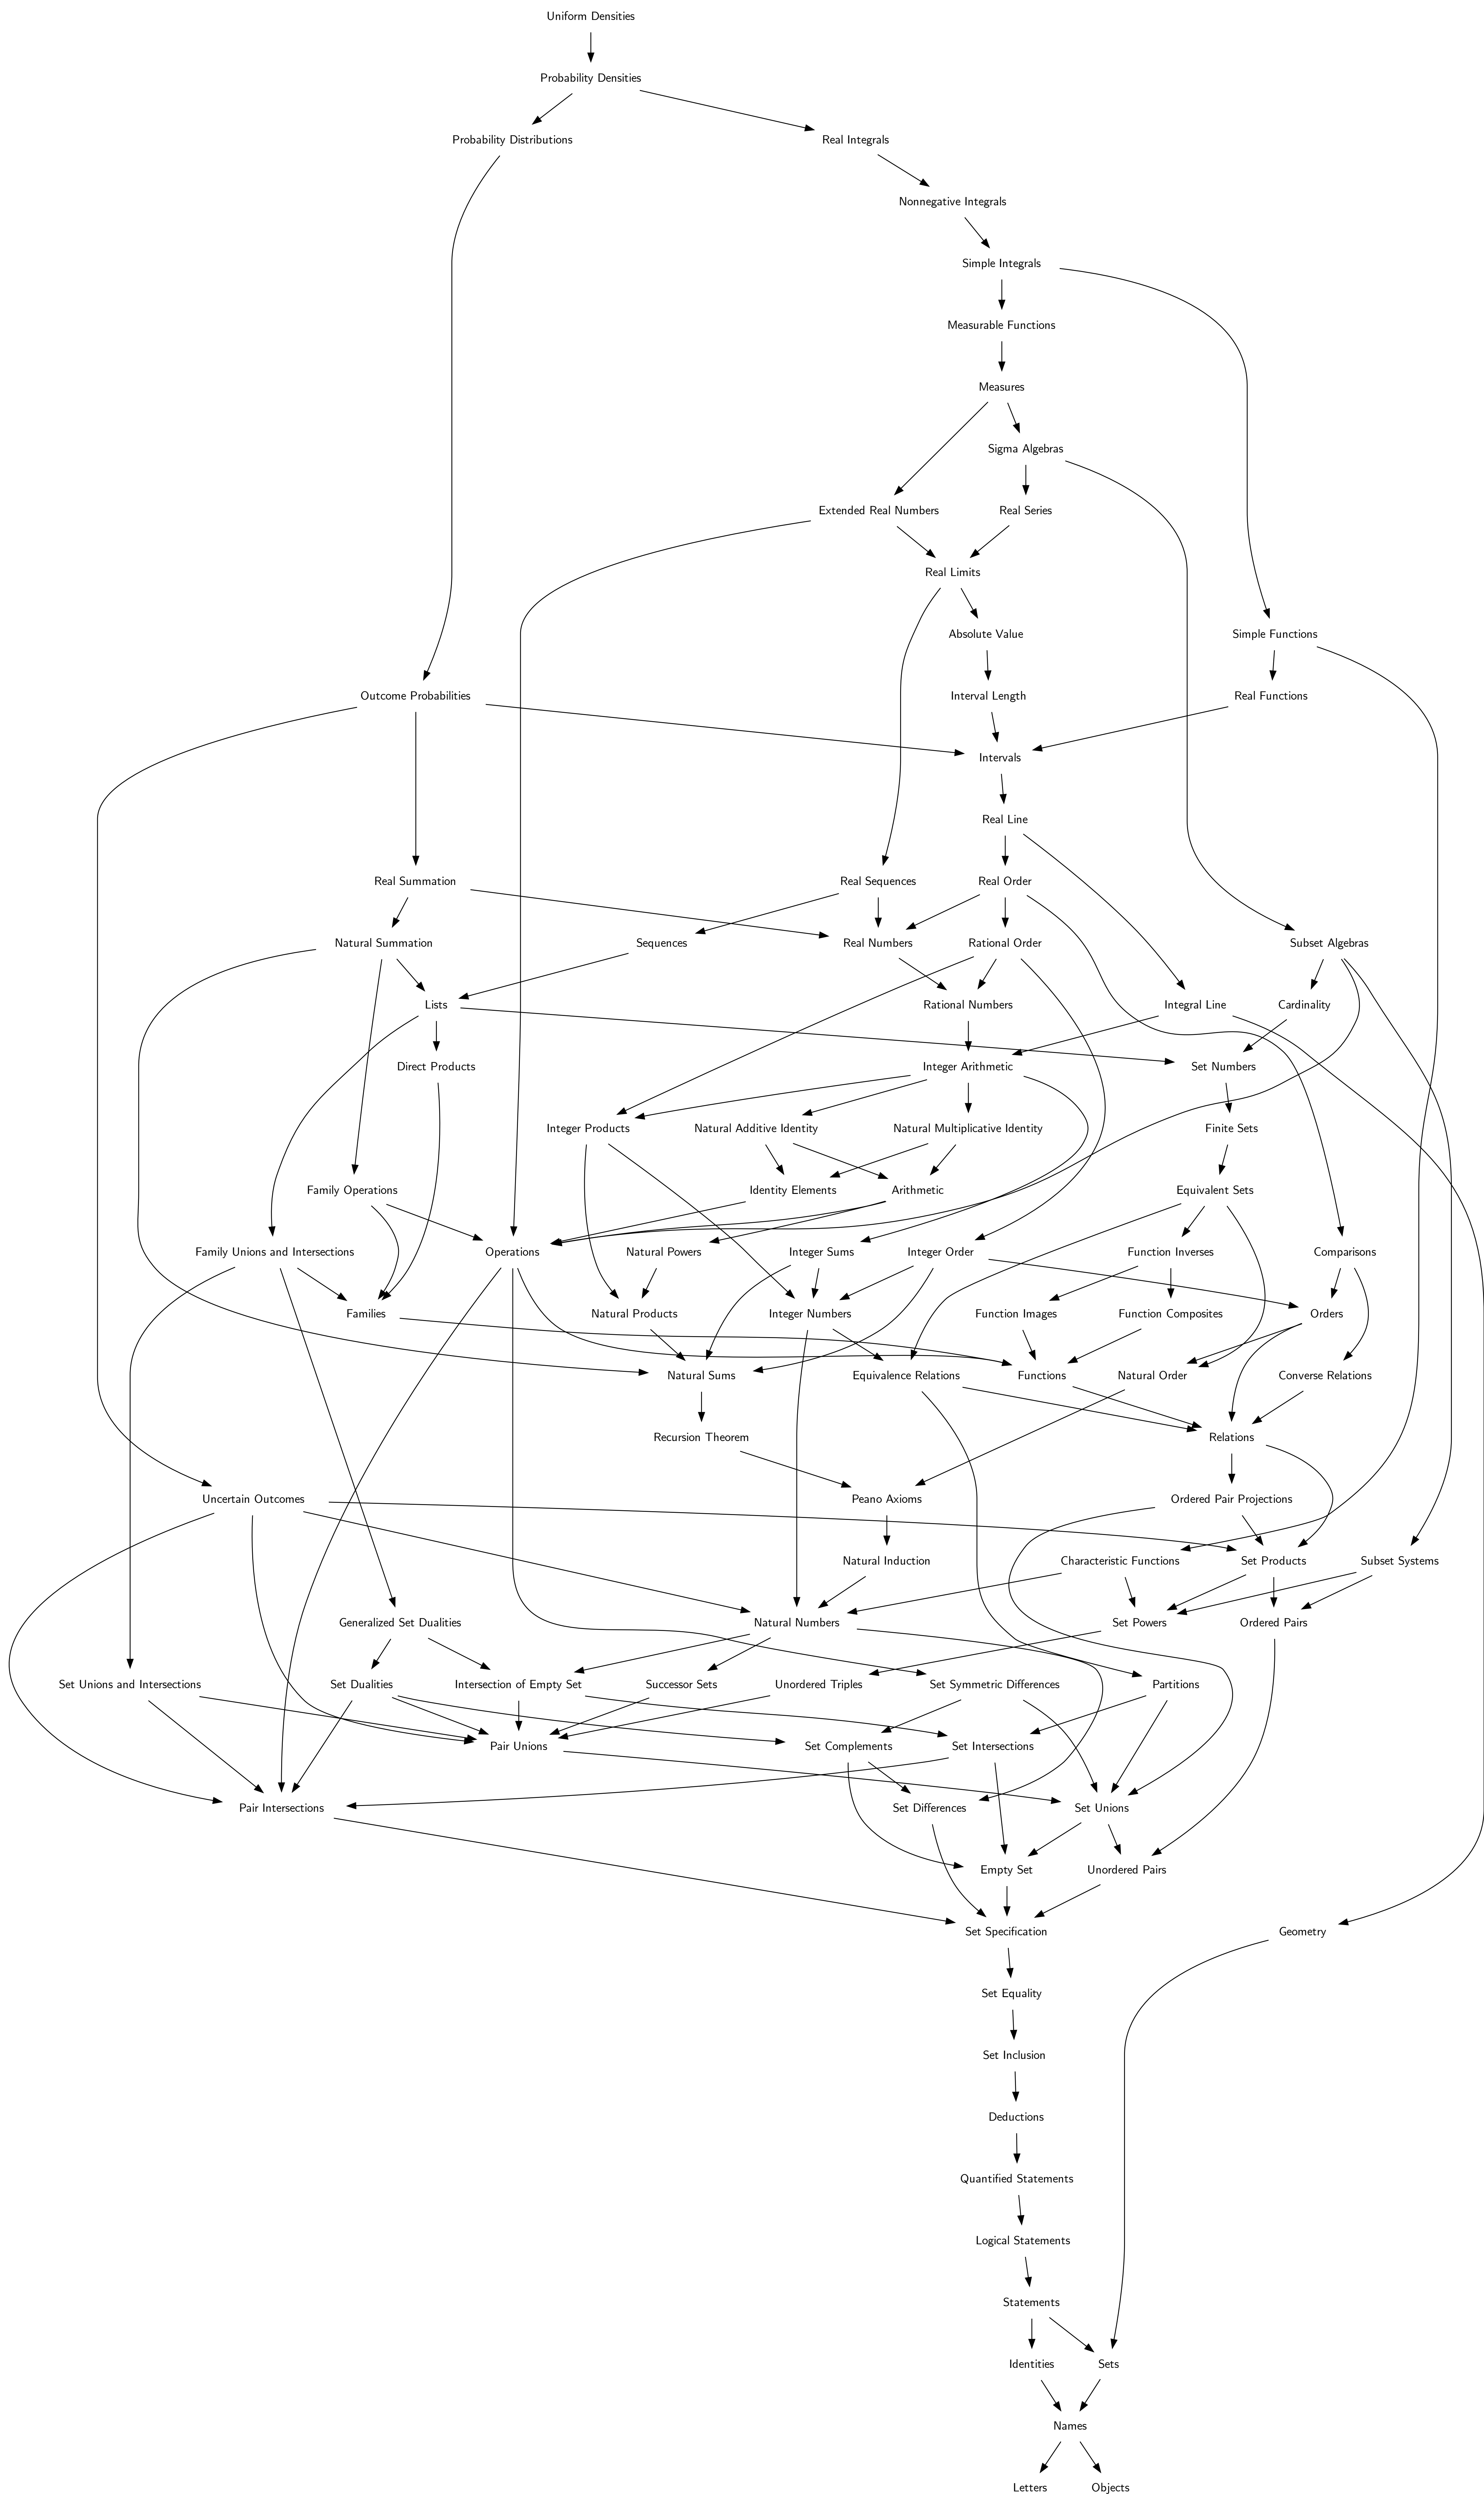 Uniform Densities
Probability Densities
Probability Distributions
Real Integrals
Nonnegative Integrals
Simple Integrals
Measurable Functions
Measures
Sigma Algebras
Extended Real Numbers
Real Series
Real Limits
Absolute Value
Simple Functions
Outcome Probabilities
Interval Length
Real Functions
Intervals
Real Line
Real Summation
Real Sequences
Real Order
Natural Summation
Sequences
Real Numbers
Rational Order
Subset Algebras
Lists
Rational Numbers
Integral Line
Cardinality
Direct Products
Integer Arithmetic
Set Numbers
Integer Products
Natural Additive Identity
Natural Multiplicative Identity
Finite Sets
Family Operations
Identity Elements
Arithmetic
Equivalent Sets
Family Unions and Intersections
Operations
Natural Powers
Integer Sums
Integer Order
Function Inverses
Comparisons
Families
Natural Products
Integer Numbers
Function Images
Function Composites
Orders
Natural Sums
Equivalence Relations
Functions
Natural Order
Converse Relations
Recursion Theorem
Relations
Uncertain Outcomes
Peano Axioms
Ordered Pair Projections
Natural Induction
Characteristic Functions
Set Products
Subset Systems
Generalized Set Dualities
Natural Numbers
Set Powers
Ordered Pairs
Set Unions and Intersections
Set Dualities
Intersection of Empty Set
Successor Sets
Unordered Triples
Set Symmetric Differences
Partitions
Pair Unions
Set Complements
Set Intersections
Pair Intersections
Set Differences
Set Unions
Empty Set
Unordered Pairs
Set Specification
Geometry
Set Equality
Set Inclusion
Deductions
Quantified Statements
Logical Statements
Statements
Identities
Sets
Names
Letters
Objects